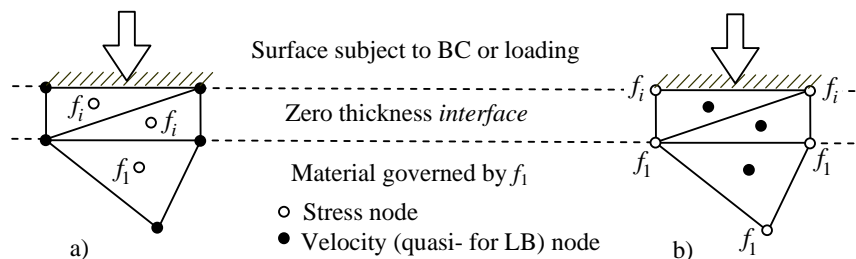 Surface subject to BC or loading
f_i
f_i
Zero thickness interface
f_i
f_i
f_1
Material governed by f_1
f_1
f_1
Stress node
Velocity (quasi- for LB) node
f_1
a)
b)